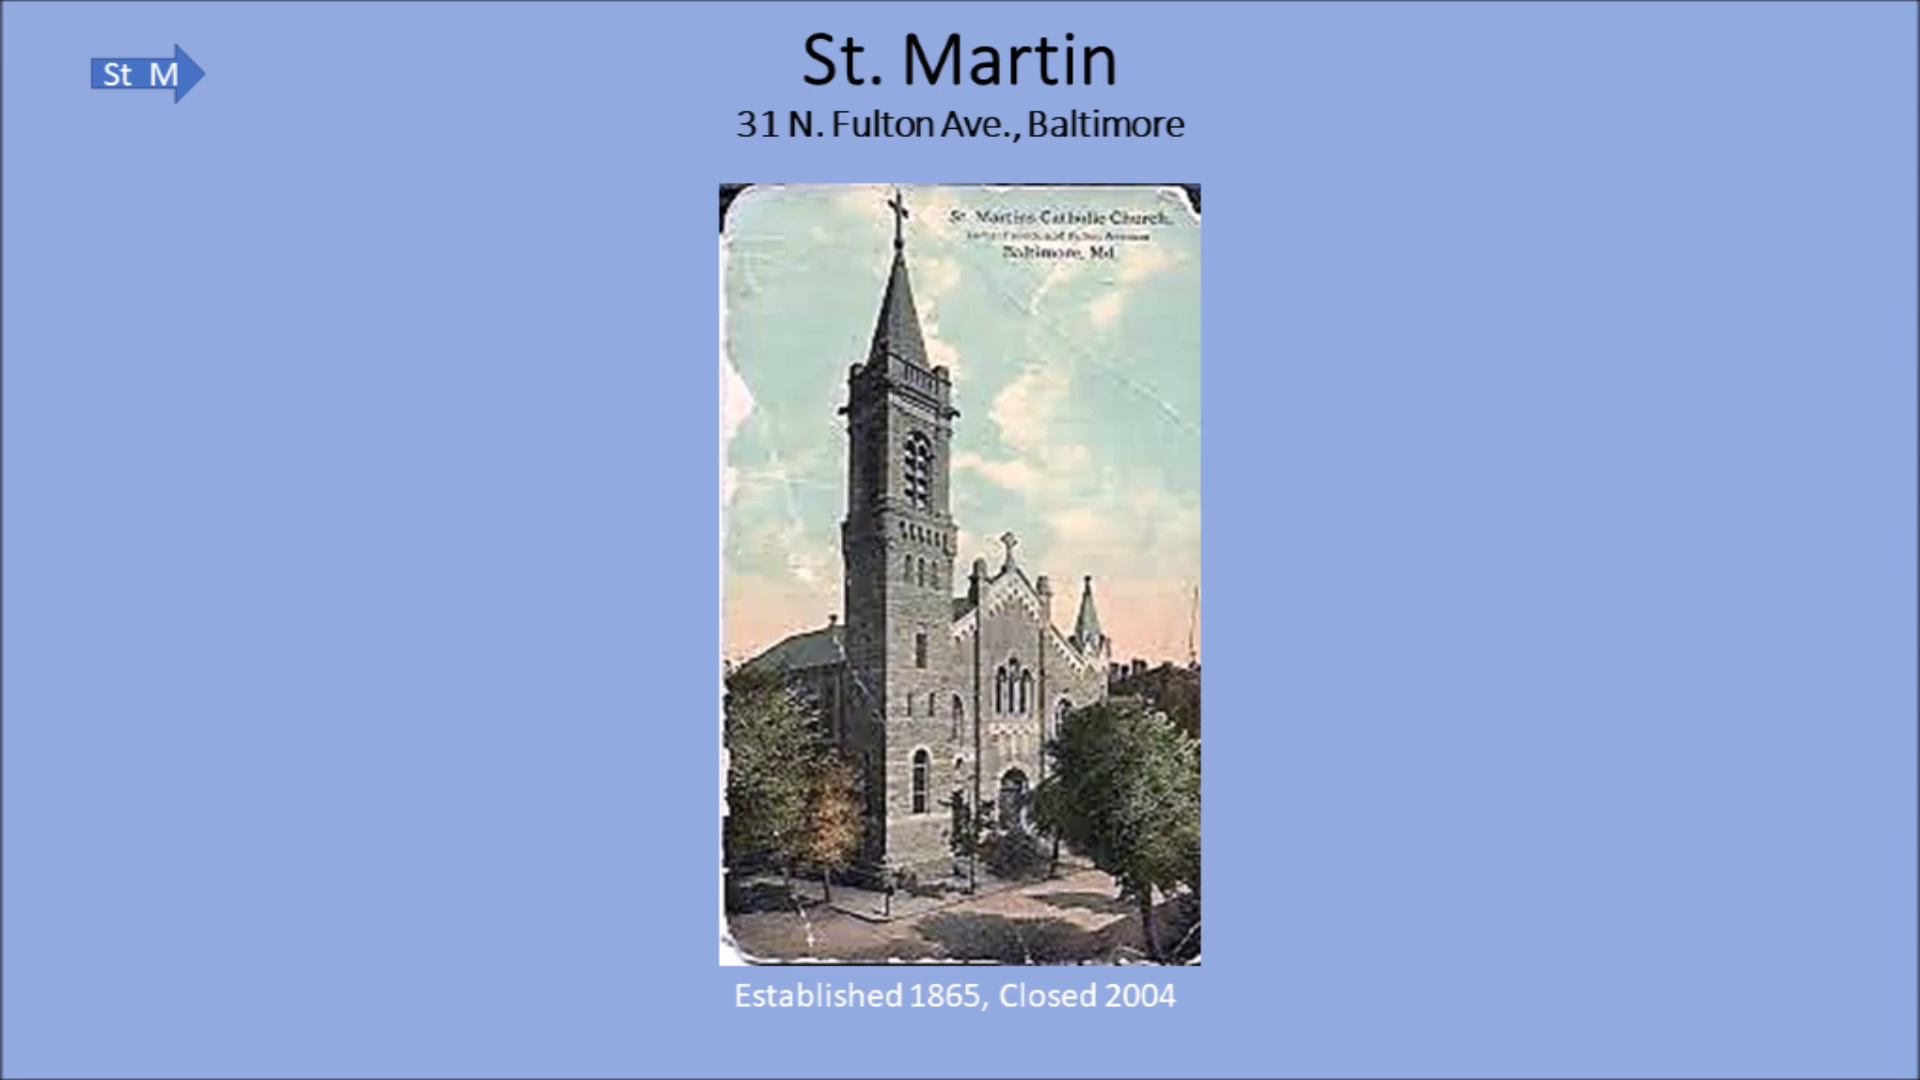 St M
St. Martin
31 N. Fulton Ave., Baltimore
St. Martins Catholic Church.
Baltimore, Md.
Established 1865, Closed 2004